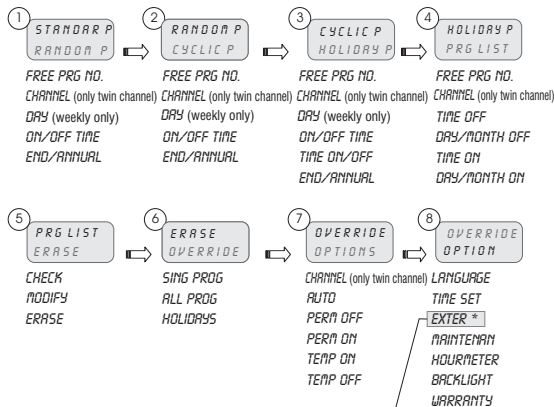 1
STANDAR P
RANDOM P
FREE PRG NO.
CHANNEL (only twin channel)
DAY (weekly only)
ON/OFF TIME
END/ANNUAL
2
RANDOM P
CYCLIC P
FREE PRG NO.
CHANNEL (only twin channel)
DAY (weekly only)
ON/OFF TIME
END/ANNUAL
3
CYCLIC P
HOLIDAY P
FREE PRG NO.
CHANNEL (only twin channel)
DAY (weekly only)
ON/OFF TIME
TIME ON/OFF
END/ANNUAL
4
HOLIDAY P
PRG LIST
FREE PRG NO.
CHANNEL (only twin channel)
TIME OFF
DAY/MONTH OFF
TIME ON
DAY/MONTH ON
5
PRG LIST
ERASE
CHECK
MODIFY
ERASE
6
ERASE
OVERRIDE
SING PROG
ALL PROG
HOLIDAYS
7
OVERRIDE
OPTIONS
CHANNEL (only twin channel)
AUTO
PERM OFF
PERM ON
TEMP ON
TEMP OFF
8
OVERRIDE
OPTION
LANGUAGE
TIME SET
EXTER *
MAINTENAN
HOURMETER
BACKLIGHT
WARRANTY